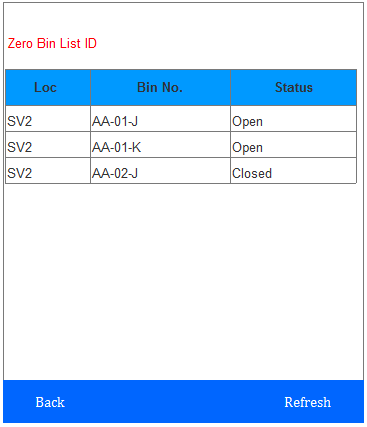 Zero Bin List ID
Loc Bin No. Status
SV2 AA-01-J Open
SV2 AA-01-K Open
SV2 AA-02-J Closed
Back Refresh